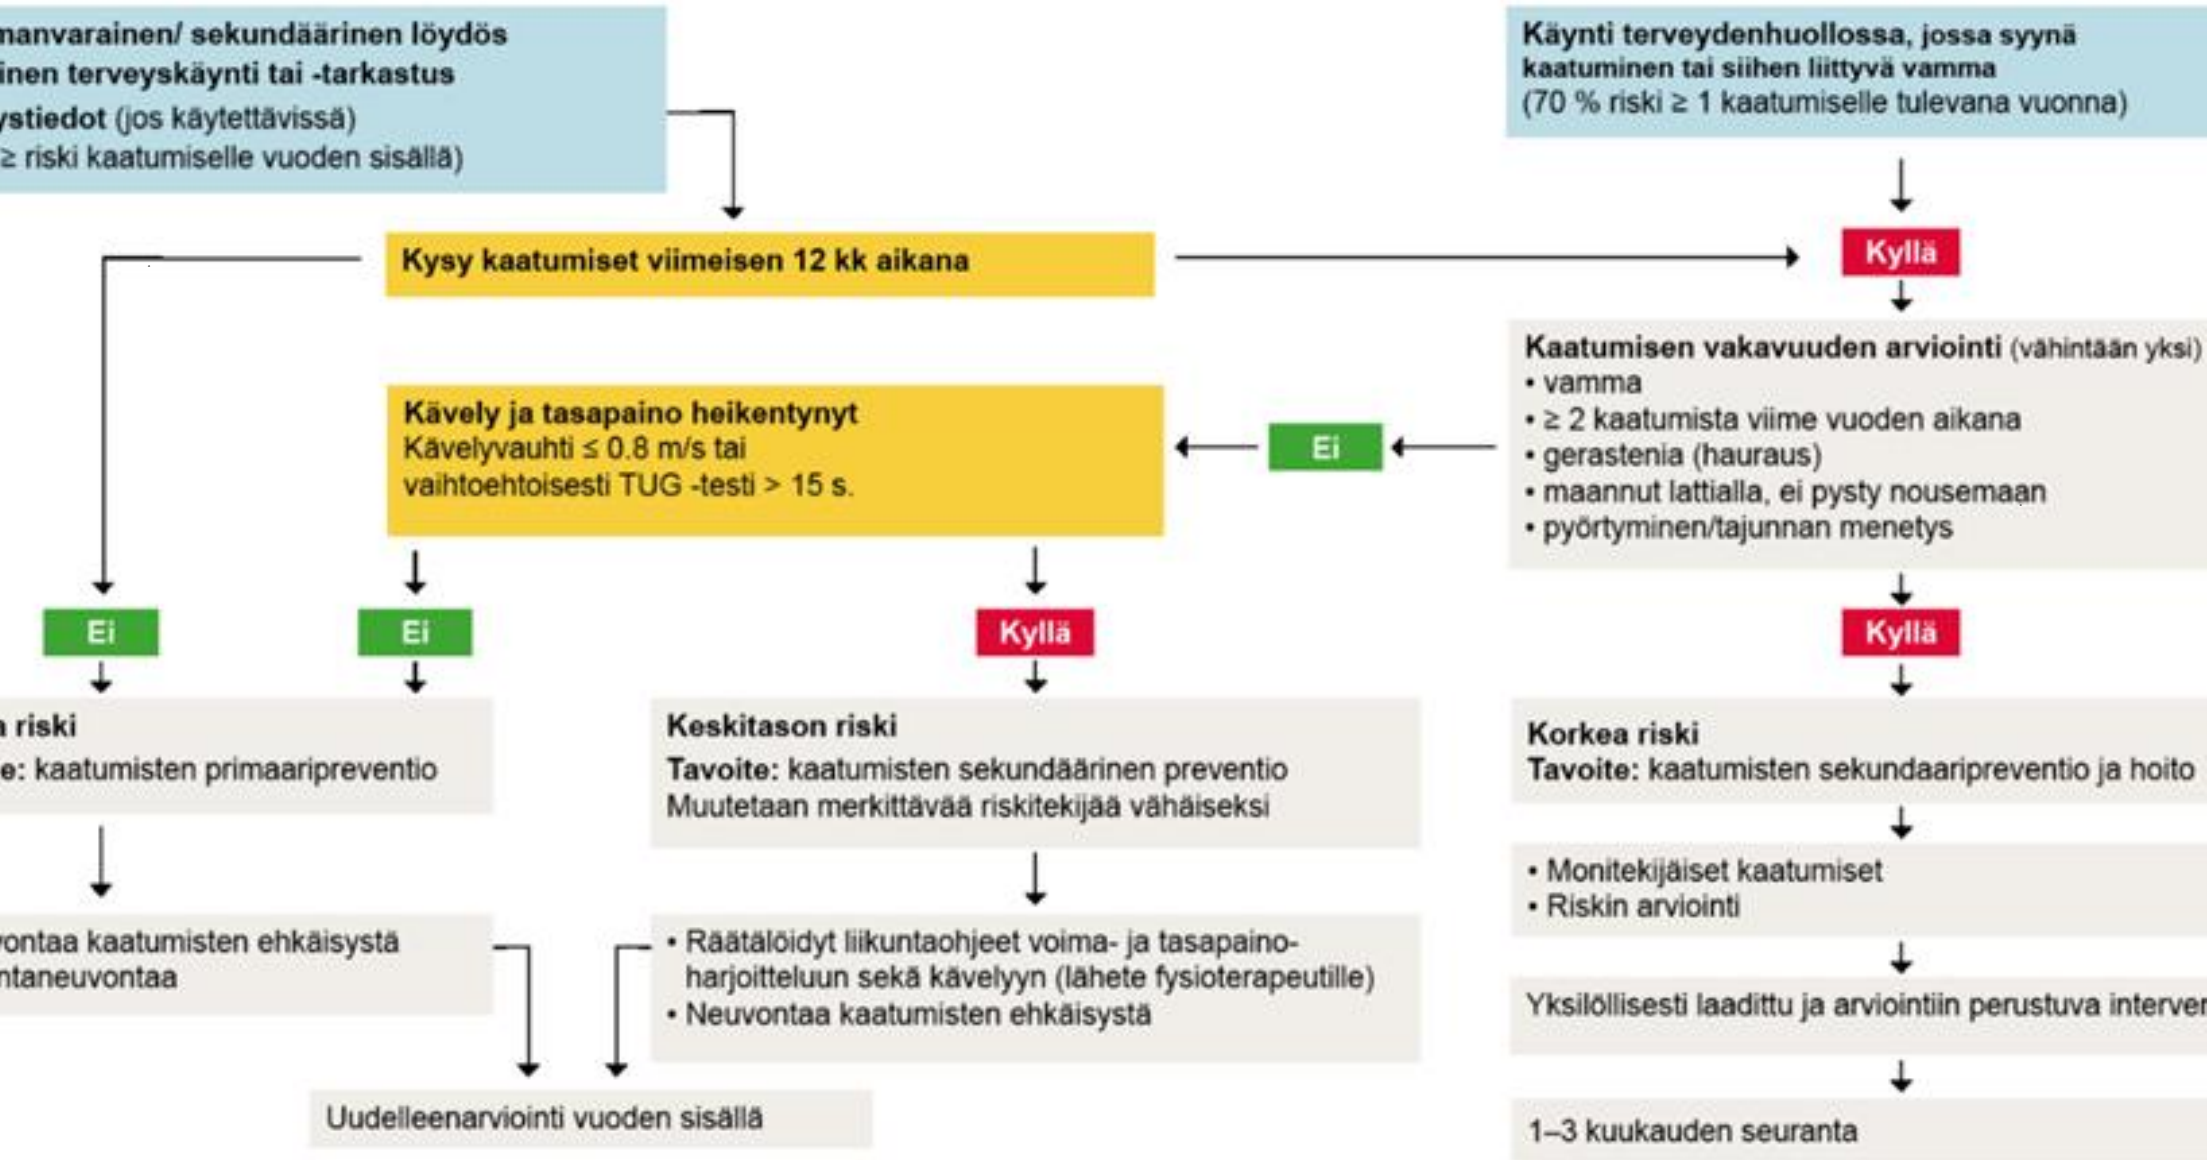 manvarainen/ sekundäärinen löydös
inen terveyskäynti tai -tarkastus
ystiedot (jos käytettävissä)
≥ riski kaatumiselle vuoden sisällä)
Käynti terveydenhuollossa, jossa syynä
kaatuminen tai siihen liittyvä vamma
(70 % riski ≥ 1 kaatumiselle tulevana vuonna)
Kysy kaatumiset viimeisen 12 kk aikana
Kyllä
Kaatumisen vakavuuden arviointi (vähintään yksi)
• vamma
• ≥ 2 kaatumista viime vuoden aikana
• gerastenia (hauraus)
• maannut lattialla, ei pysty nousemaan
• pyörtyminen/tajunnan menetys
Ei
Kävely ja tasapaino heikentynyt
Kävelyvauhti ≤ 0.8 m/s tai
vaihtoehtoisesti TUG -testi > 15 s.
Ei
Ei
Kyllä
Kyllä
a riski
e: kaatumisten primaaripreventio
Keskitason riski
Tavoite: kaatumisten sekundäärinen preventio
Muutetaan merkittävää riskitekijää vähäiseksi
Korkea riski
Tavoite: kaatumisten sekundaaripreventio ja hoito
• Monitekijäiset kaatumiset
• Riskin arviointi
vontaa kaatumisten ehkäisystä
ntaneuvontaa
• Räätälöidyt liikuntaohjeet voima- ja tasapaino-
harjoitteluun sekä kävelyyn (lähete fysioterapeutille)
• Neuvontaa kaatumisten ehkäisystä
Yksilöllisesti laadittu ja arviointiin perustuva interven
Uudelleenarviointi vuoden sisällä
1–3 kuukauden seuranta